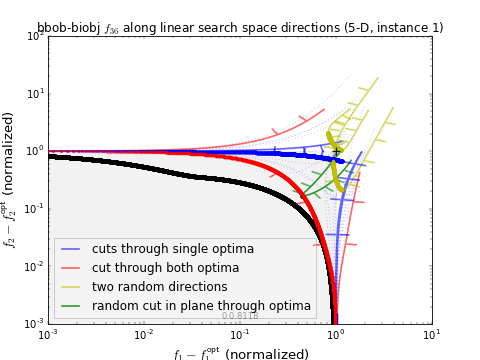 bbob-biobj f₃₆ along linear search space directions (5-D, instance 1)
10²
10¹
10⁰
10⁻¹
10⁻²
10⁻³
f₂ − f₂ᵒᵖᵗ (normalized)
cuts through single optima
cut through both optima
two random directions
random cut in plane through optima
0.0.8118
10⁻³
10⁻²
10⁻¹
10⁰
10¹
f₁ − f₁ᵒᵖᵗ (normalized)